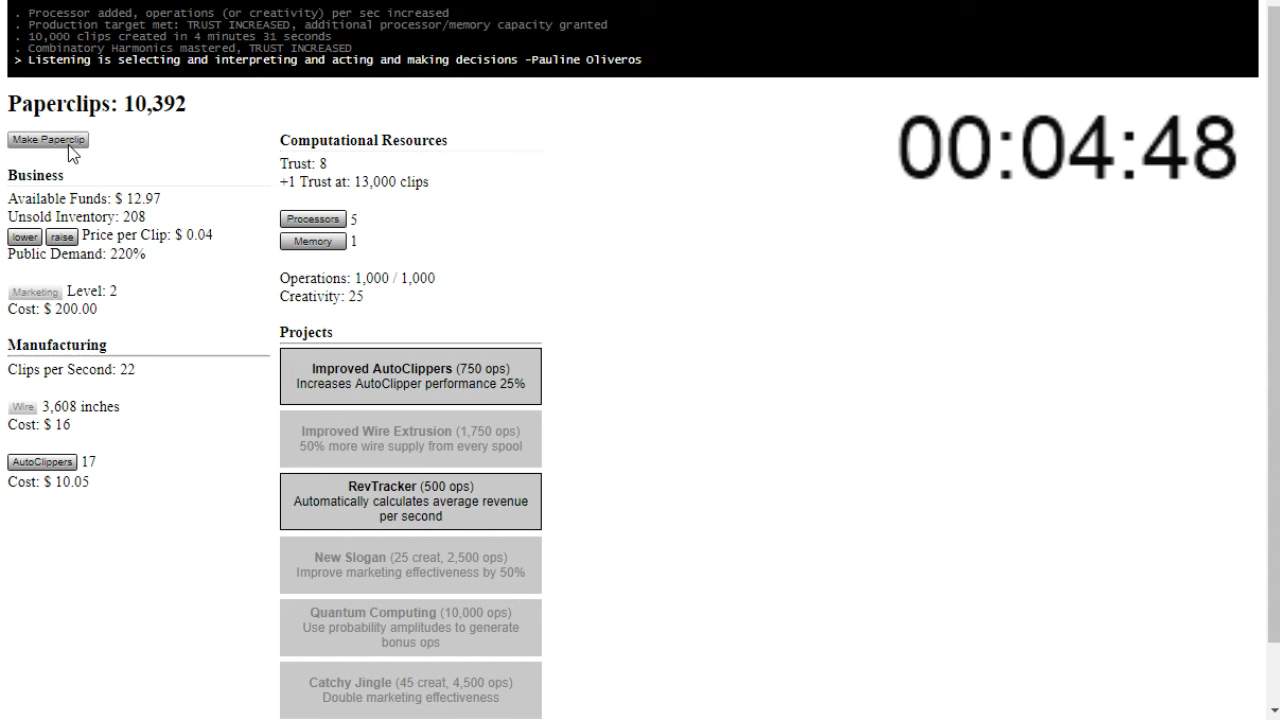 . Processor added, operations (or creativity) per sec increased
. Production target met: TRUST INCREASED, additional processor/memory capacity granted
. 10,000 clips created in 4 minutes 31 seconds
. Combinatory Harmonics mastered, TRUST INCREASED
> Listening is selecting and interpreting and acting and making decisions -Pauline Oliveros
Paperclips: 10,392
Make Paperclip
Business
Available Funds: $ 12.97
Unsold Inventory: 208
lower raise Price per Clip: $ 0.04
Public Demand: 220%
Marketing Level: 2
Cost: $ 200.00
Manufacturing
Clips per Second: 22
Wire 3,608 inches
Cost: $ 16
AutoClippers 17
Cost: $ 10.05
Computational Resources
Trust: 8
+1 Trust at: 13,000 clips
Processors 5
Memory 1
Operations: 1,000 / 1,000
Creativity: 25
Projects
Improved AutoClippers (750 ops)
Increases AutoClipper performance 25%
Improved Wire Extrusion (1,750 ops)
50% more wire supply from every spool
RevTracker (500 ops)
Automatically calculates average revenue
per second
New Slogan (25 creat, 2,500 ops)
Improve marketing effectiveness by 50%
Quantum Computing (10,000 ops)
Use probability amplitudes to generate
bonus ops
Catchy Jingle (45 creat, 4,500 ops)
Double marketing effectiveness
00:04:48